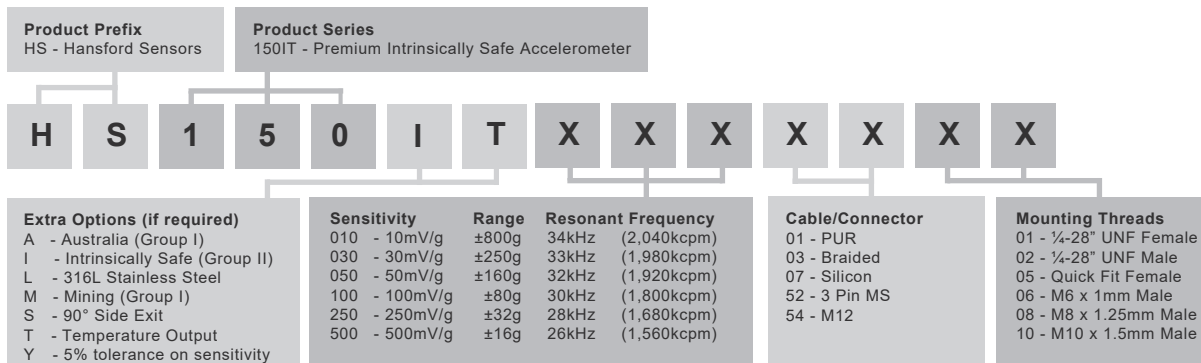 Product Prefix
HS - Hansford Sensors
Product Series
150IT - Premium Intrinsically Safe Accelerometer
H S 1 5 0 I T X X X X X X X
Extra Options (if required)
A - Australia (Group I)
I - Intrinsically Safe (Group II)
L - 316L Stainless Steel
M - Mining (Group I)
S - 90° Side Exit
T - Temperature Output
Y - 5% tolerance on sensitivity
Sensitivity Range Resonant Frequency
010 - 10mV/g ±800g 34kHz (2,040kcpm)
030 - 30mV/g ±250g 33kHz (1,980kcpm)
050 - 50mV/g ±160g 32kHz (1,920kcpm)
100 - 100mV/g ±80g 30kHz (1,800kcpm)
250 - 250mV/g ±32g 28kHz (1,680kcpm)
500 - 500mV/g ±16g 26kHz (1,560kcpm)
Cable/Connector
01 - PUR
03 - Braided
07 - Silicon
52 - 3 Pin MS
54 - M12
Mounting Threads
01 - ¼-28” UNF Female
02 - ¼-28” UNF Male
05 - Quick Fit Female
06 - M6 x 1mm Male
08 - M8 x 1.25mm Male
10 - M10 x 1.5mm Male